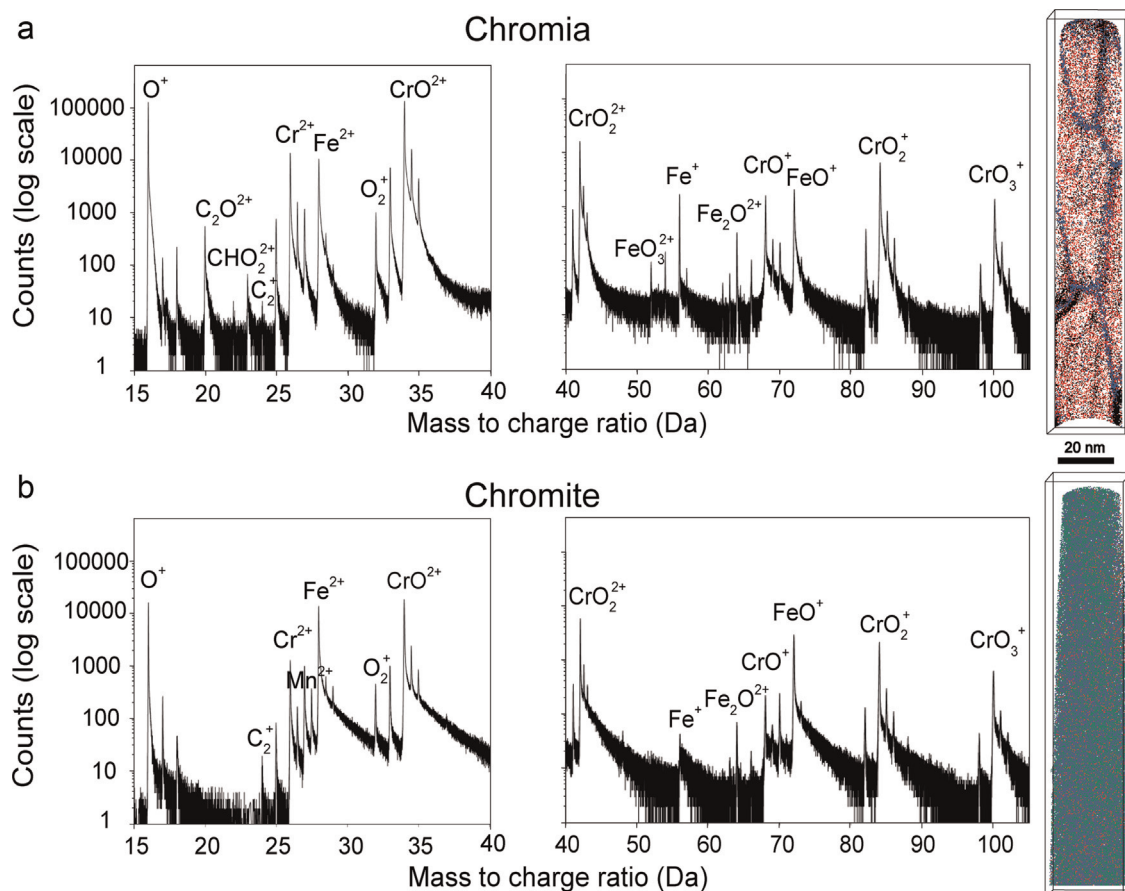 a
Chromia
Counts (log scale)
100000
10000
1000
100
10
1
O⁺
C₂O²⁺
CHO₂²⁺
C₂⁺
Cr²⁺
Fe²⁺
O₂⁺
CrO²⁺
15 20 25 30 35 40
CrO₂²⁺
FeO₃²⁺
Fe⁺
Fe₂O²⁺
CrO⁺
FeO⁺
CrO₂⁺
CrO₃⁺
40 50 60 70 80 90 100
Mass to charge ratio (Da)
20 nm
b
Chromite
Counts (log scale)
100000
10000
1000
100
10
1
O⁺
C₂⁺
Cr²⁺
Mn²⁺
Fe²⁺
O₂⁺
CrO²⁺
15 20 25 30 35 40
CrO₂²⁺
Fe⁺
Fe₂O²⁺
CrO⁺
FeO⁺
CrO₂⁺
CrO₃⁺
40 50 60 70 80 90 100
Mass to charge ratio (Da)